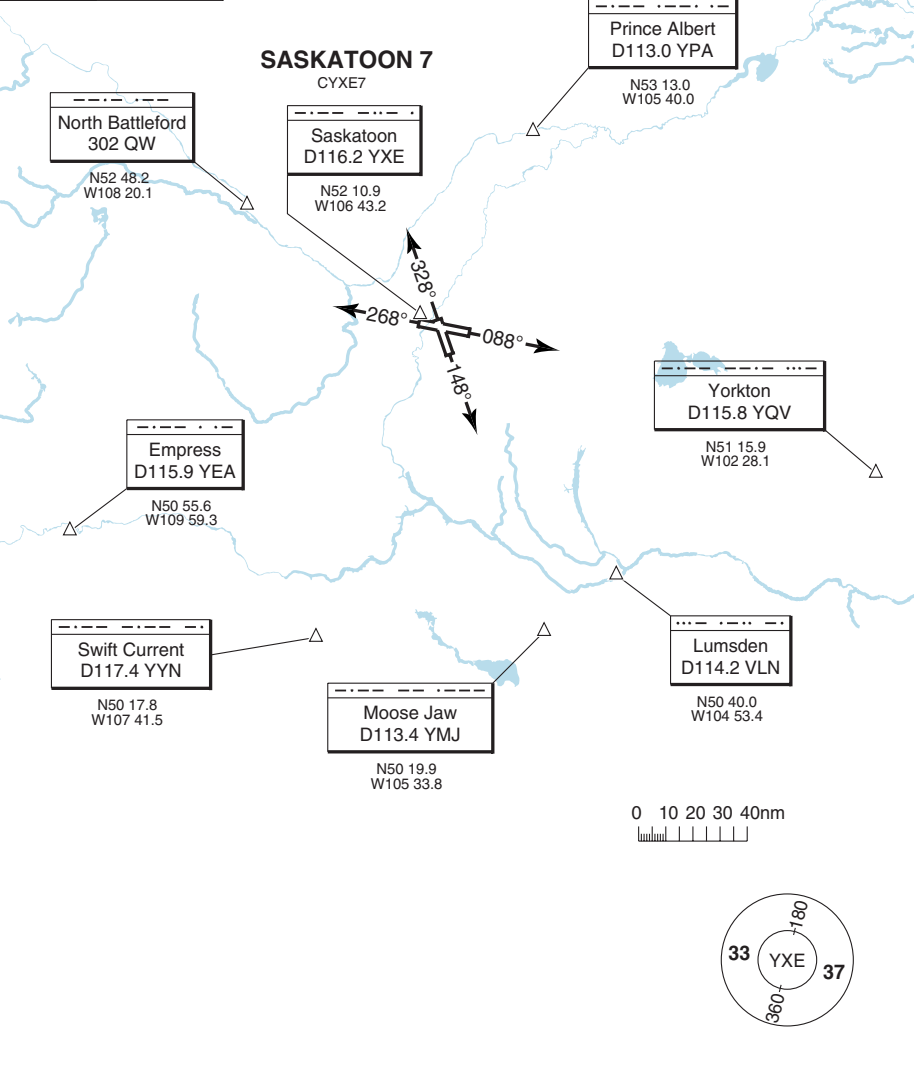 Prince Albert
D113.0 YPA
N53 13.0
W105 40.0
SASKATOON 7
CYXE7
North Battleford
302 QW
N52 48.2
W108 20.1
Saskatoon
D116.2 YXE
N52 10.9
W106 43.2
328°
268°
088°
148°
Yorkton
D115.8 YQV
N51 15.9
W102 28.1
Empress
D115.9 YEA
N50 55.6
W109 59.3
Swift Current
D117.4 YYN
N50 17.8
W107 41.5
Lumsden
D114.2 VLN
N50 40.0
W104 53.4
Moose Jaw
D113.4 YMJ
N50 19.9
W105 33.8
0 10 20 30 40nm
180
33 YXE 37
360